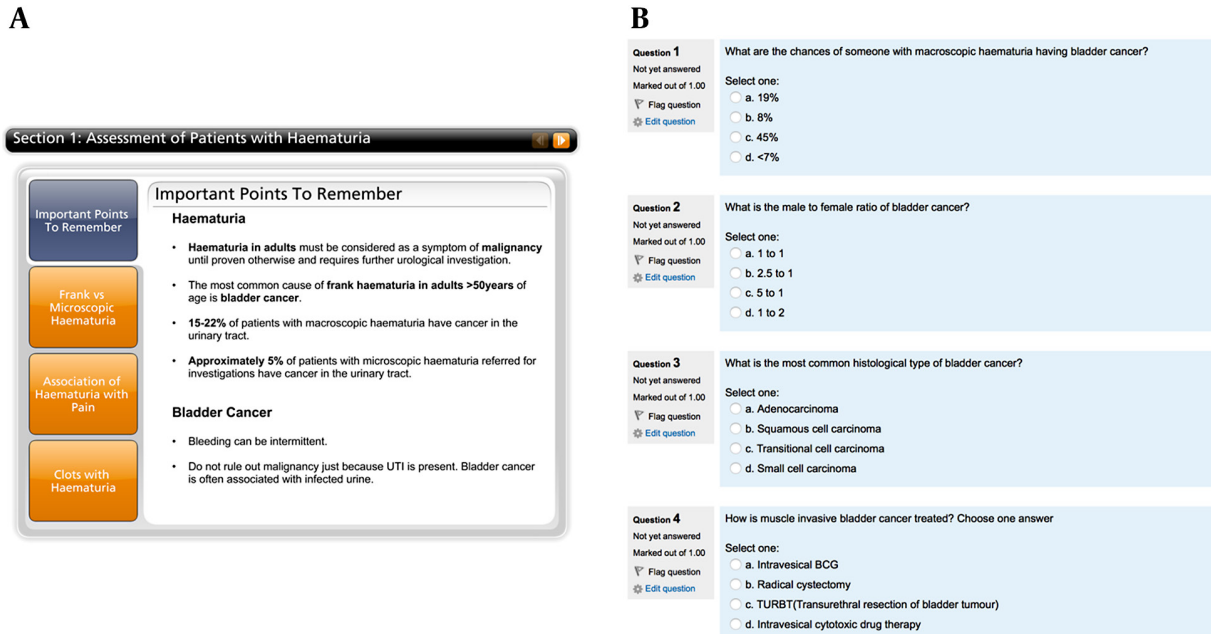 A
Section 1: Assessment of Patients with Haematuria
Important Points
To Remember
Frank vs
Microscopic
Haematuria
Association of
Haematuria with
Pain
Clots with
Haematuria
Important Points To Remember
Haematuria
• Haematuria in adults must be considered as a symptom of malignancy
until proven otherwise and requires further urological investigation.
• The most common cause of frank haematuria in adults >50years of
age is bladder cancer.
• 15-22% of patients with macroscopic haematuria have cancer in the
urinary tract.
• Approximately 5% of patients with microscopic haematuria referred for
investigations have cancer in the urinary tract.
Bladder Cancer
• Bleeding can be intermittent.
• Do not rule out malignancy just because UTI is present. Bladder cancer
is often associated with infected urine.
B
Question 1
Not yet answered
Marked out of 1.00
Flag question
Edit question
What are the chances of someone with macroscopic haematuria having bladder cancer?
Select one:
a. 19%
b. 8%
c. 45%
d. <7%
Question 2
Not yet answered
Marked out of 1.00
Flag question
Edit question
What is the male to female ratio of bladder cancer?
Select one:
a. 1 to 1
b. 2.5 to 1
c. 5 to 1
d. 1 to 2
Question 3
Not yet answered
Marked out of 1.00
Flag question
Edit question
What is the most common histological type of bladder cancer?
Select one:
a. Adenocarcinoma
b. Squamous cell carcinoma
c. Transitional cell carcinoma
d. Small cell carcinoma
Question 4
Not yet answered
Marked out of 1.00
Flag question
Edit question
How is muscle invasive bladder cancer treated? Choose one answer
Select one:
a. Intravesical BCG
b. Radical cystectomy
c. TURBT(Transurethral resection of bladder tumour)
d. Intravesical cytotoxic drug therapy